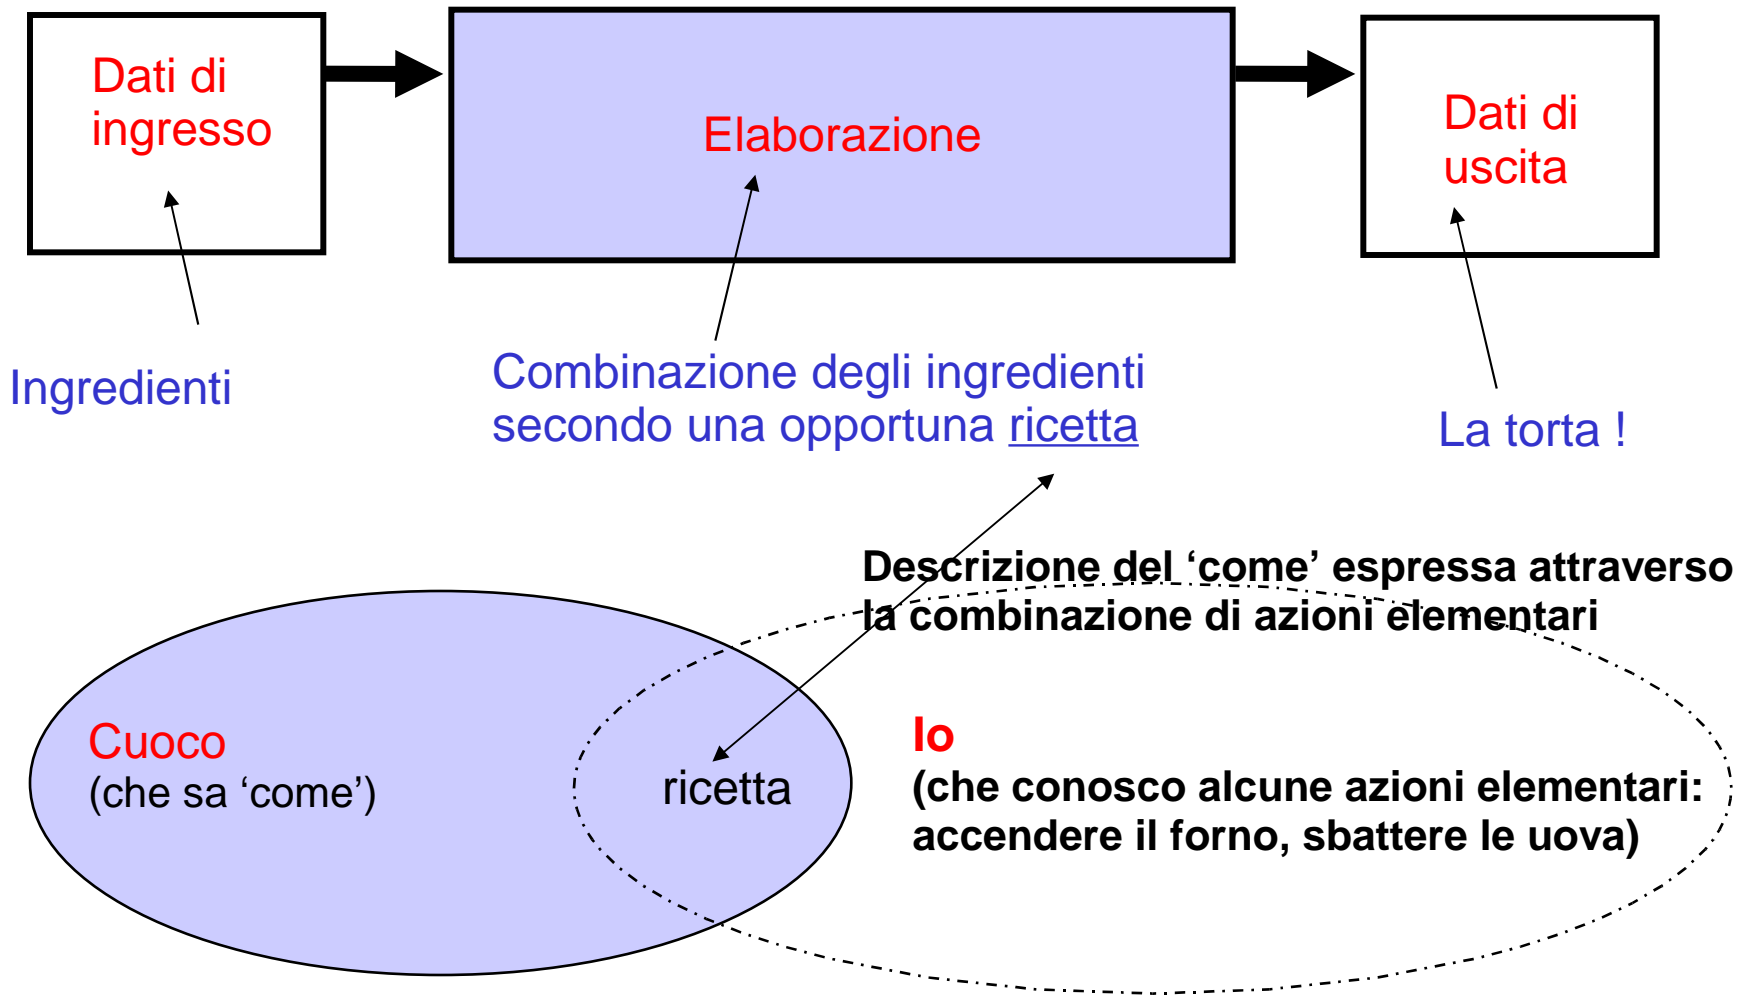 Dati di
ingresso
Elaborazione
Dati di
uscita
Ingredienti
Combinazione degli ingredienti
secondo una opportuna ricetta
La torta !
Descrizione del ‘come’ espressa attraverso
la combinazione di azioni elementari
Cuoco
(che sa ‘come’)
ricetta
Io
(che conosco alcune azioni elementari:
accendere il forno, sbattere le uova)